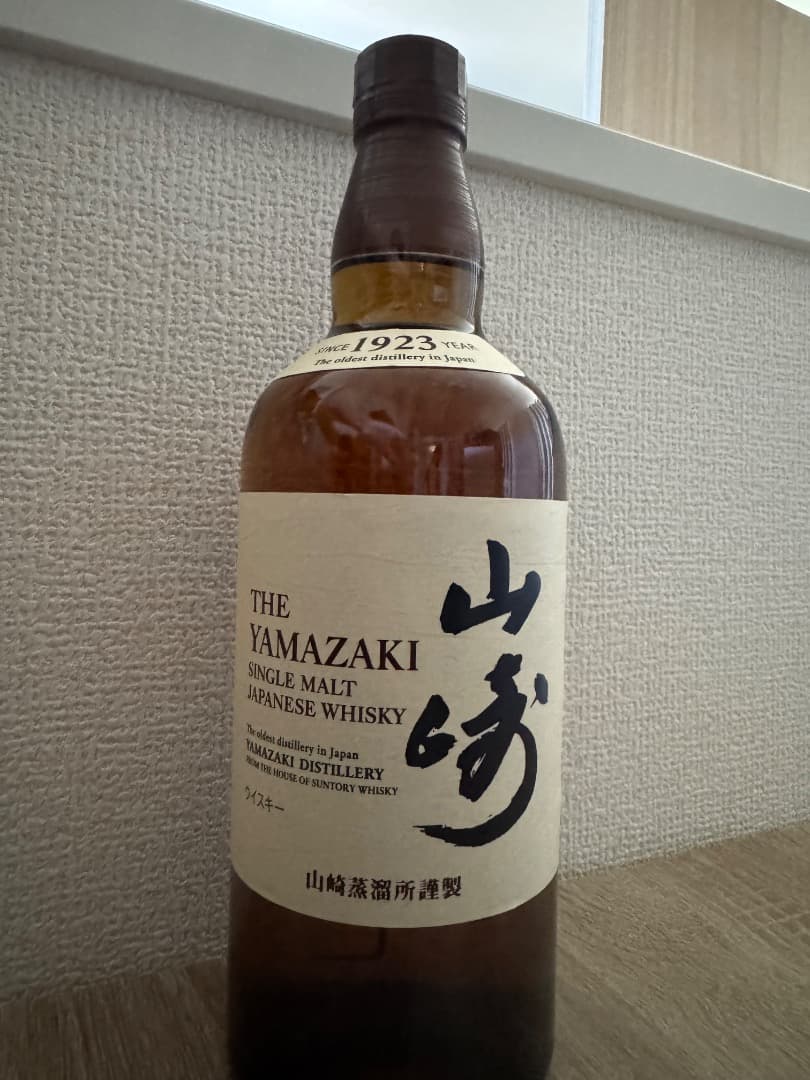 SINCE 1923 YEAR
The oldest distillery in Japan
THE
YAMAZAKI
SINGLE MALT
JAPANESE WHISKY
山崎
The oldest distillery in Japan
YAMAZAKI DISTILLERY
FROM THE HOUSE OF SUNTORY WHISKY
ウイスキー
山崎蒸溜所謹製